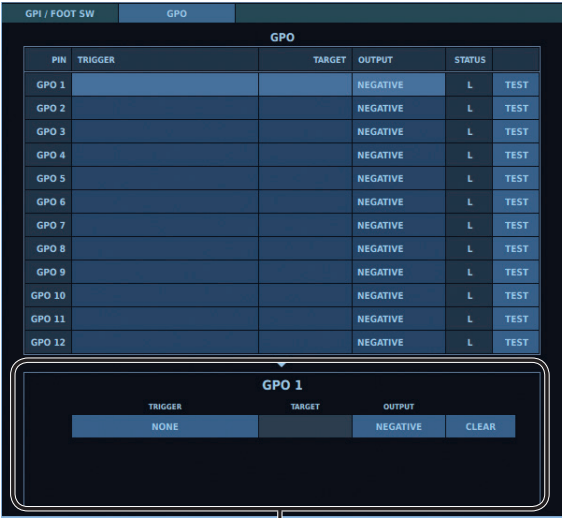 GPI / FOOT SW GPO
GPO
PIN TRIGGER TARGET OUTPUT STATUS
GPO 1 NEGATIVE L TEST
GPO 2 NEGATIVE L TEST
GPO 3 NEGATIVE L TEST
GPO 4 NEGATIVE L TEST
GPO 5 NEGATIVE L TEST
GPO 6 NEGATIVE L TEST
GPO 7 NEGATIVE L TEST
GPO 8 NEGATIVE L TEST
GPO 9 NEGATIVE L TEST
GPO 10 NEGATIVE L TEST
GPO 11 NEGATIVE L TEST
GPO 12 NEGATIVE L TEST
GPO 1
TRIGGER TARGET OUTPUT
NONE NEGATIVE CLEAR